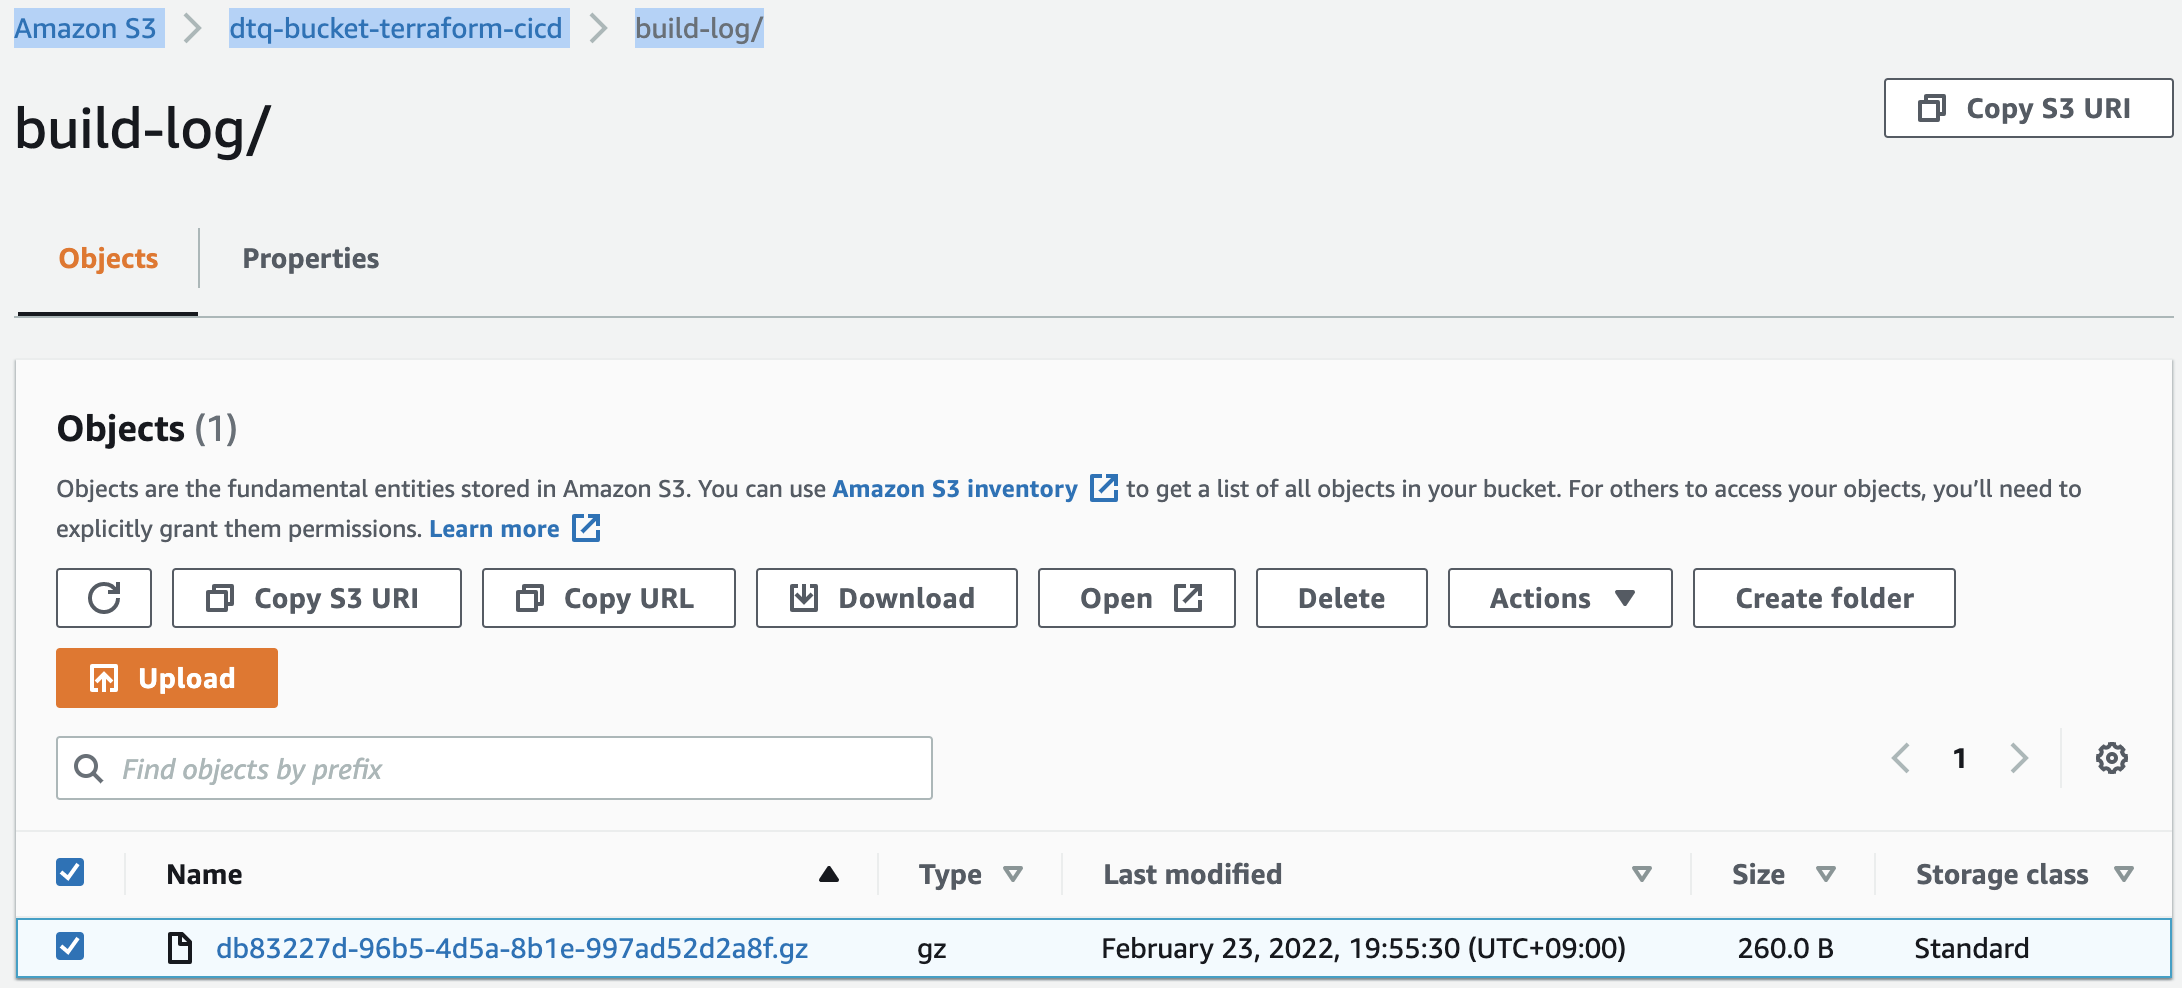 Amazon S3 dtq-bucket-terraform-cicd build-log/
Copy S3 URI
build-log/
Objects Properties
Objects (1)
Objects are the fundamental entities stored in Amazon S3. You can use Amazon S3 inventory to get a list of all objects in your bucket. For others to access your objects, you’ll need to
explicitly grant them permissions. Learn more
Copy S3 URI Copy URL Download Open Delete Actions Create folder
Upload
Find objects by prefix 1
Name Type Last modified Size Storage class
db83227d-96b5-4d5a-8b1e-997ad52d2a8f.gz gz February 23, 2022, 19:55:30 (UTC+09:00) 260.0 B Standard